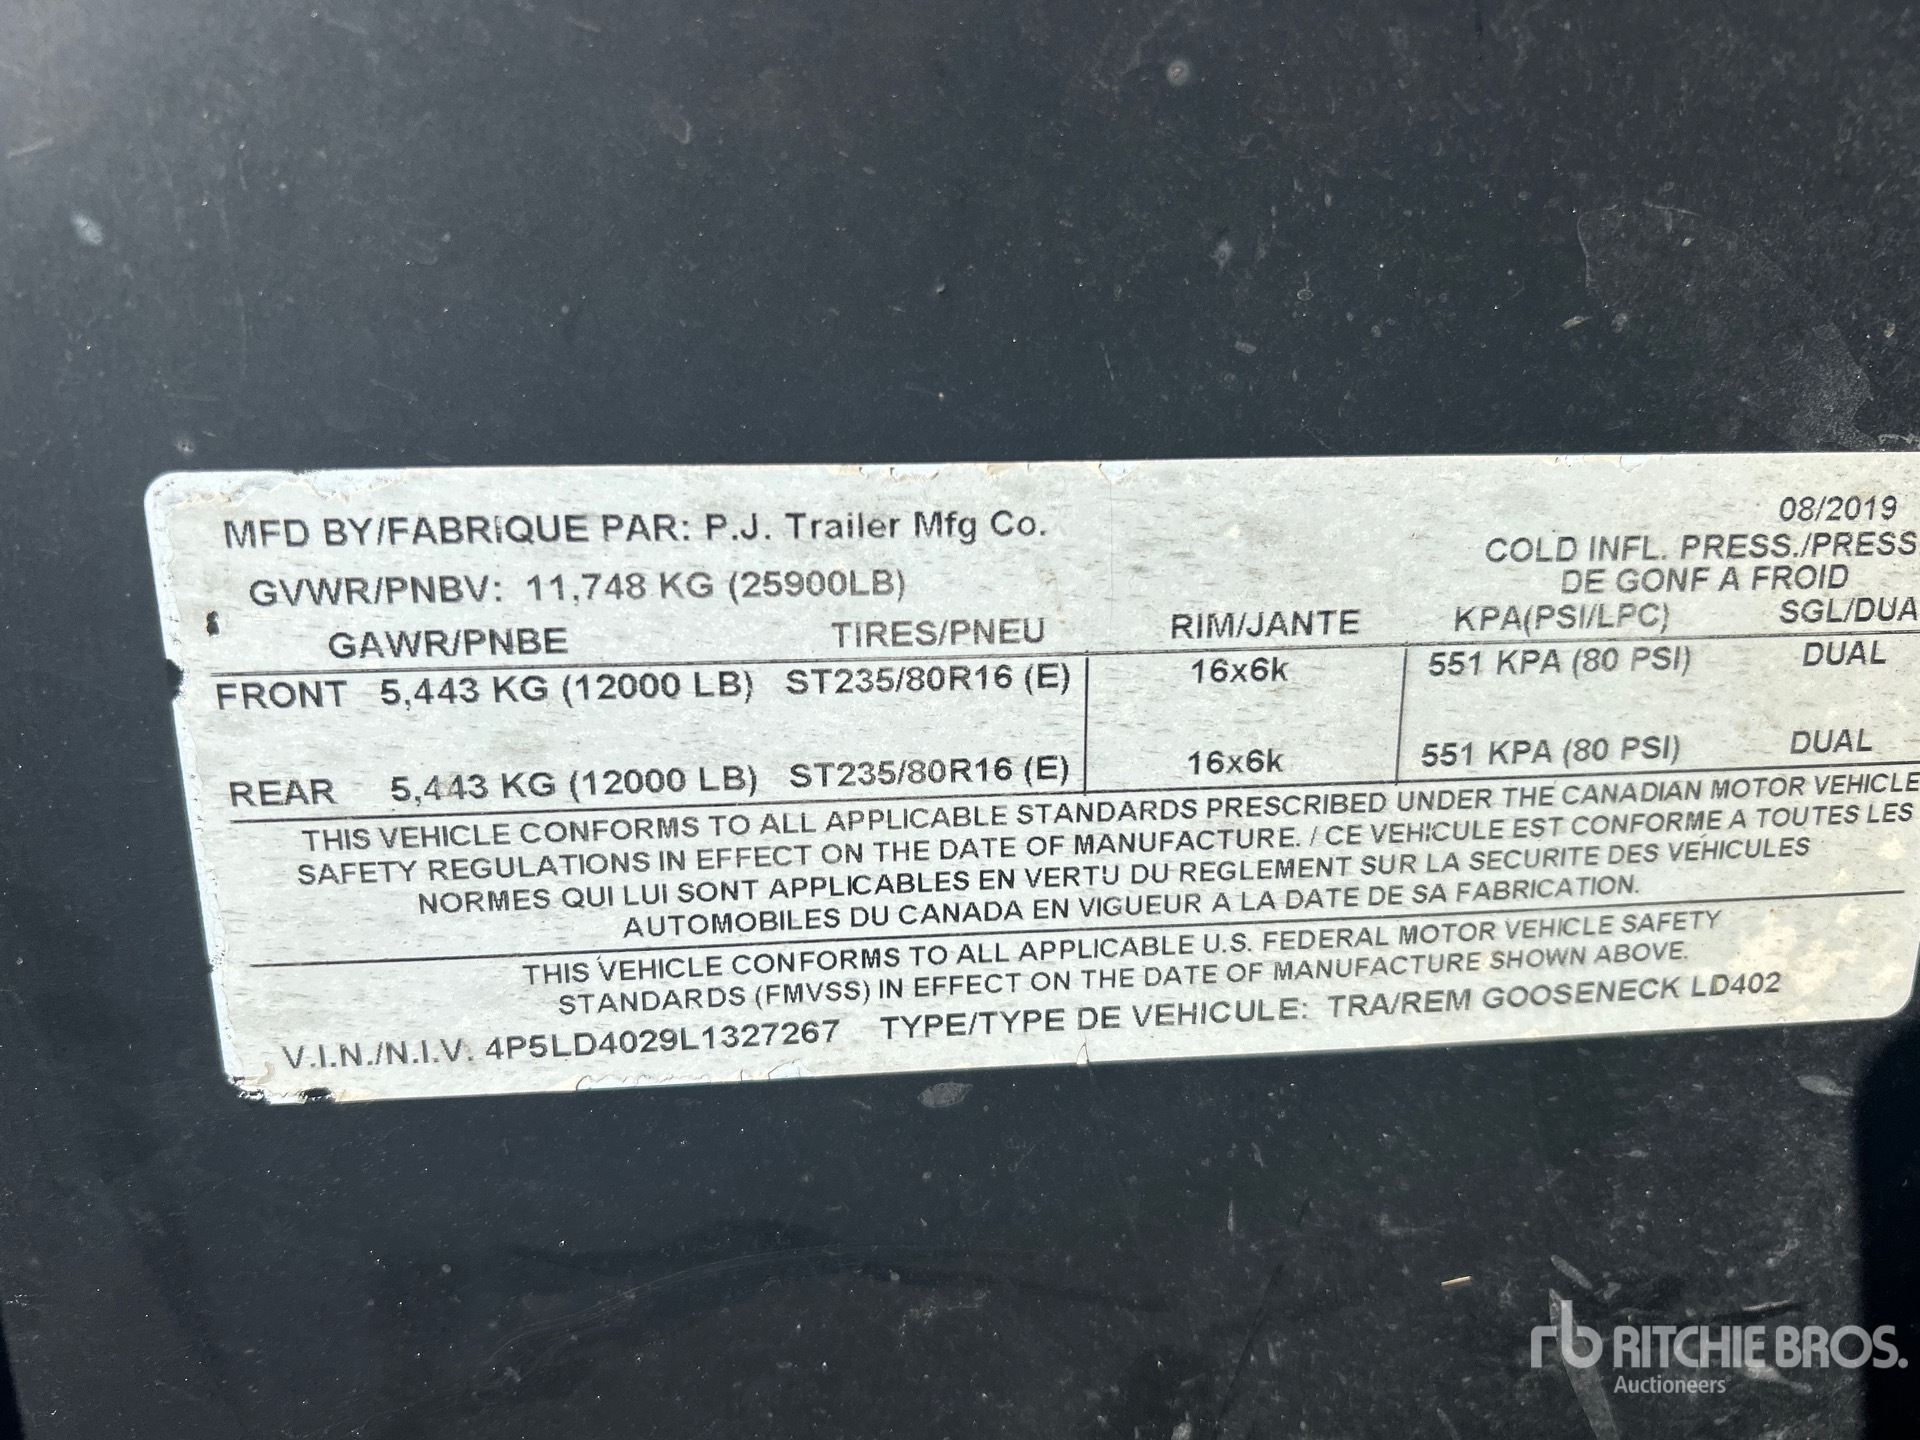 08/2019
MFD BY/FABRIQUE PAR: P.J. Trailer Mfg Co.
COLD INFL. PRESS./PRESS
GVWR/PNBV: 11,748 KG (25900LB)
DE GONF A FROID
GAWR/PNBE TIRES/PNEU RIM/JANTE KPA(PSI/LPC) SGL/DUA
FRONT 5,443 KG (12000 LB) ST235/80R16 (E) 16x6k 551 KPA (80 PSI) DUAL
REAR 5,443 KG (12000 LB) ST235/80R16 (E) 16x6k 551 KPA (80 PSI) DUAL
THIS VEHICLE CONFORMS TO ALL APPLICABLE STANDARDS PRESCRIBED UNDER THE CANADIAN MOTOR VEHICLE
SAFETY REGULATIONS IN EFFECT ON THE DATE OF MANUFACTURE. / CE VEHICULE EST CONFORME A TOUTES LES
NORMES QUI LUI SONT APPLICABLES EN VERTU DU REGLEMENT SUR LA SECURITE DES VEHICULES
AUTOMOBILES DU CANADA EN VIGUEUR A LA DATE DE SA FABRICATION.
THIS VEHICLE CONFORMS TO ALL APPLICABLE U.S. FEDERAL MOTOR VEHICLE SAFETY
STANDARDS (FMVSS) IN EFFECT ON THE DATE OF MANUFACTURE SHOWN ABOVE.
V.I.N./N.I.V. 4P5LD4029L1327267 TYPE/TYPE DE VEHICULE: TRA/REM GOOSENECK LD402
rb RITCHIE BROS.
Auctioneers